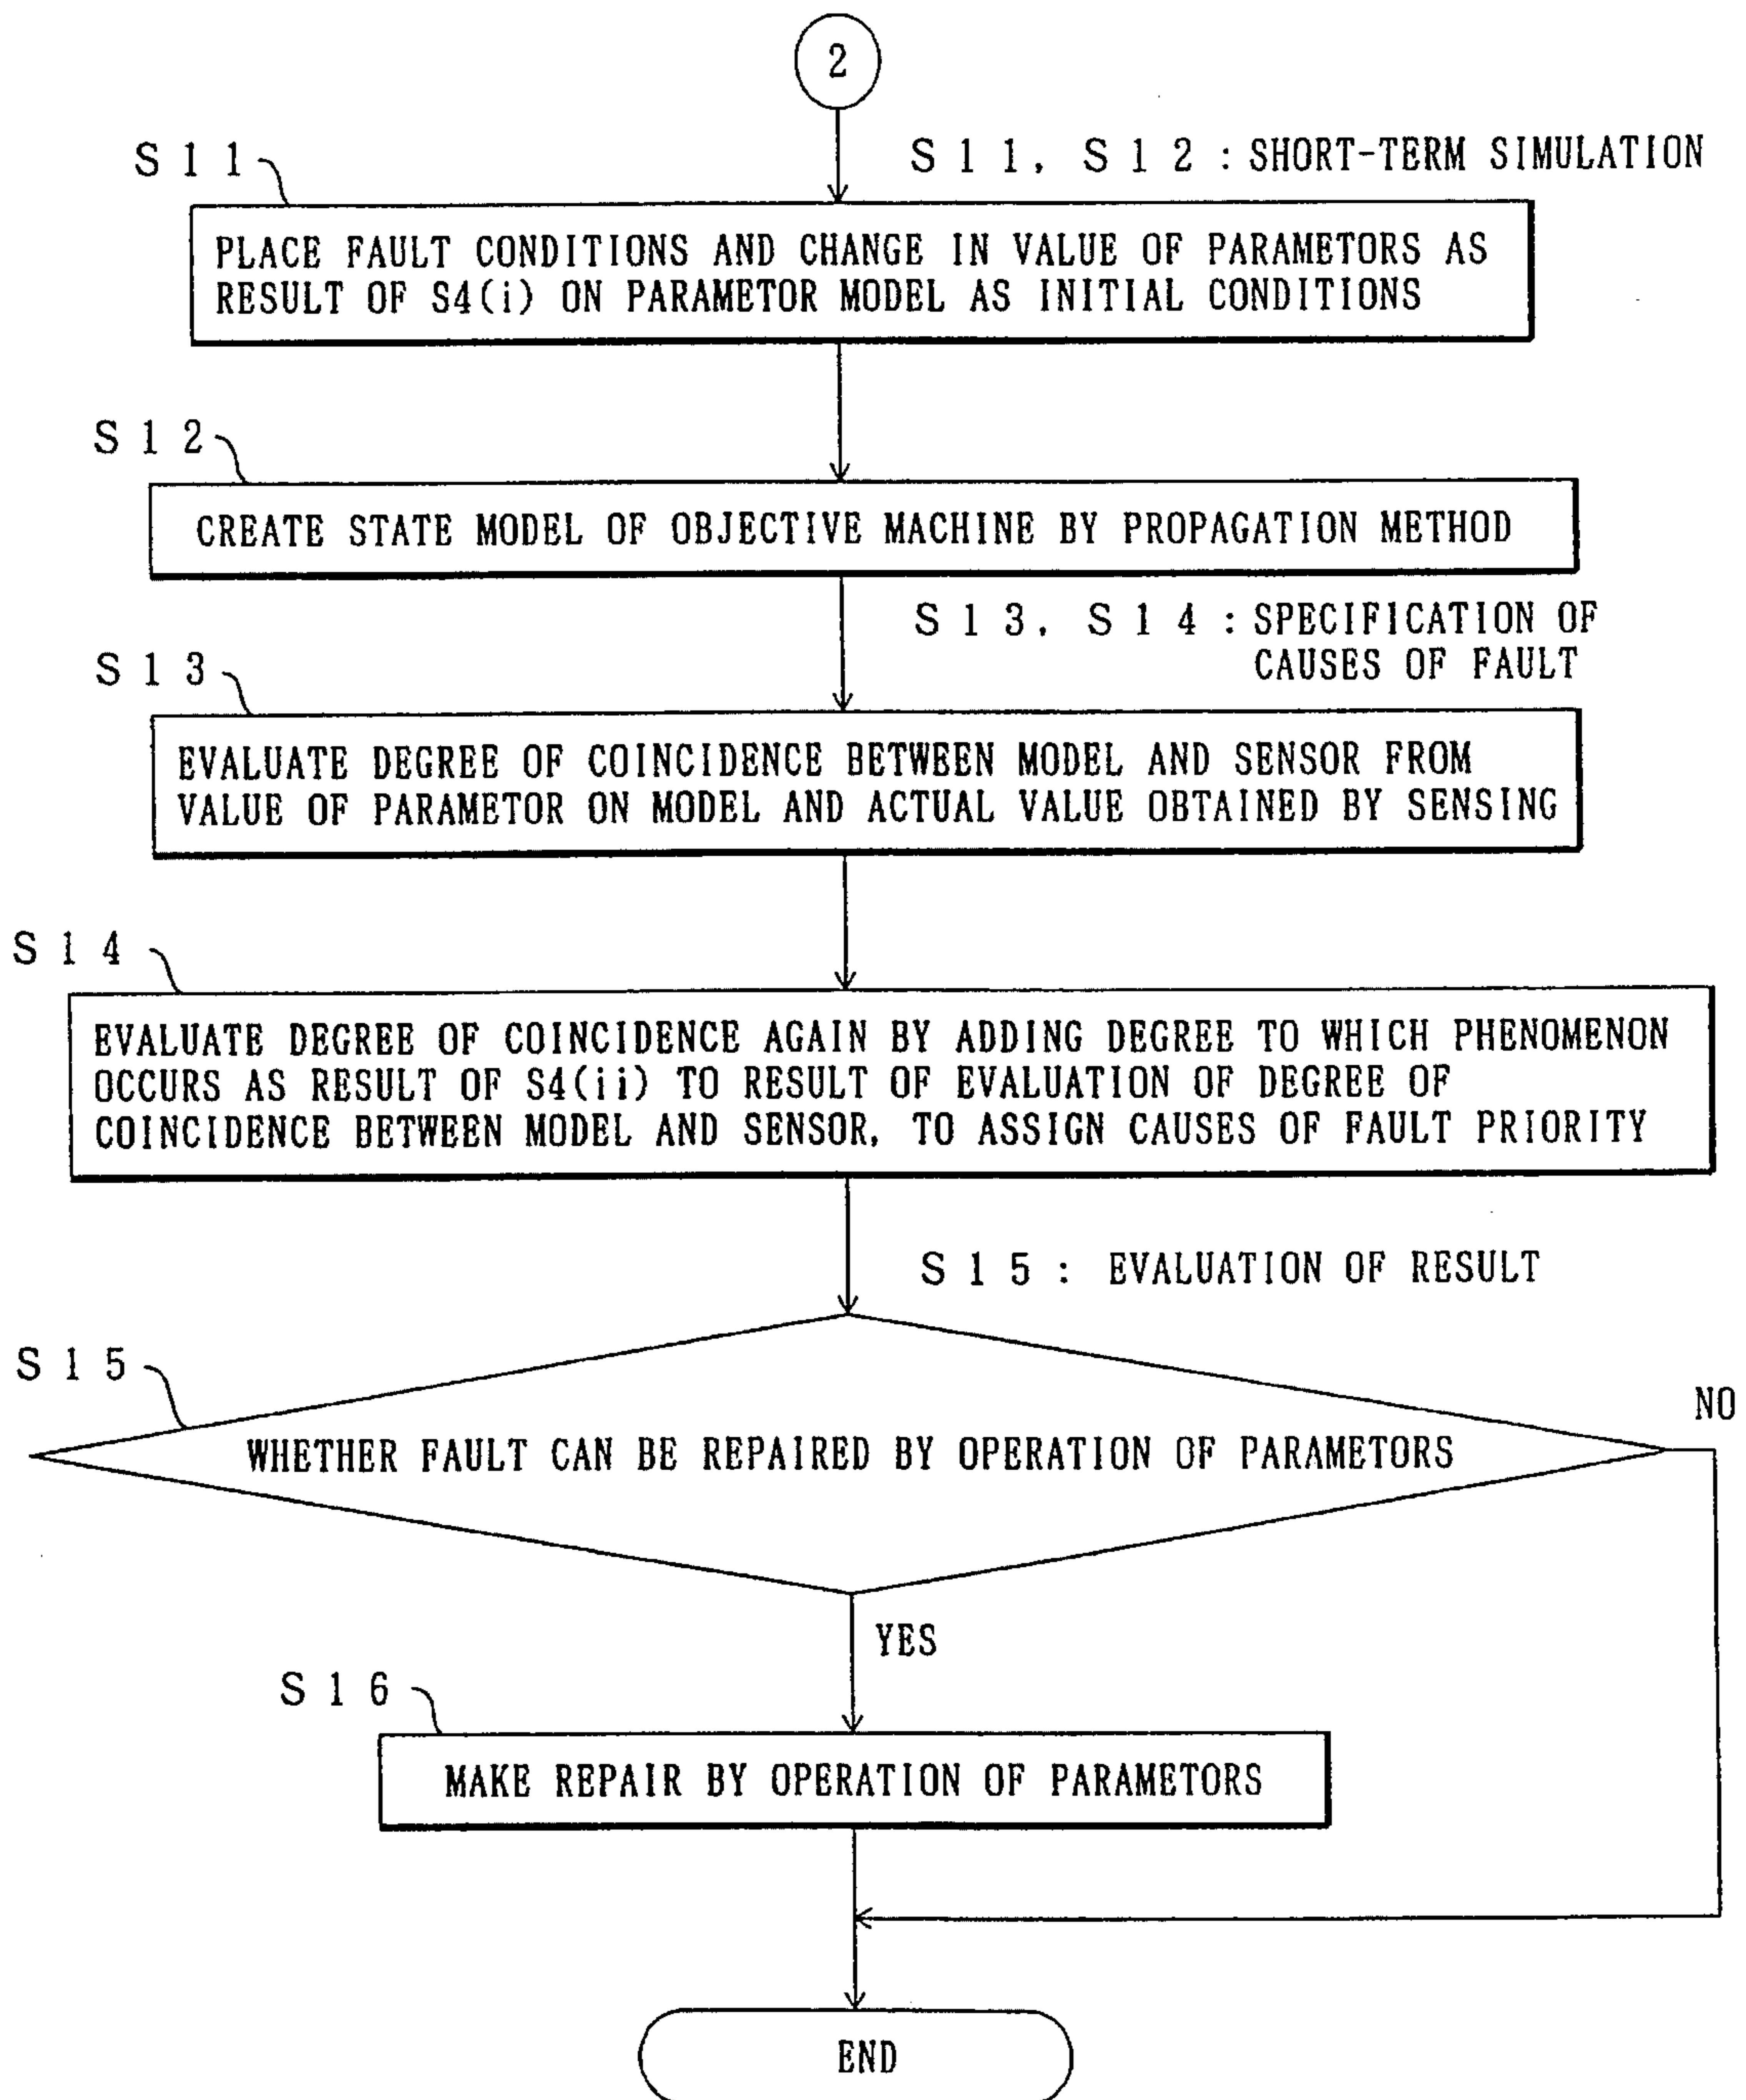 2
S11
S11, S12 : SHORT-TERM SIMULATION
PLACE FAULT CONDITIONS AND CHANGE IN VALUE OF PARAMETORS AS
RESULT OF S4(i) ON PARAMETOR MODEL AS INITIAL CONDITIONS
S12
CREATE STATE MODEL OF OBJECTIVE MACHINE BY PROPAGATION METHOD
S13, S14 : SPECIFICATION OF
CAUSES OF FAULT
S13
EVALUATE DEGREE OF COINCIDENCE BETWEEN MODEL AND SENSOR FROM
VALUE OF PARAMETOR ON MODEL AND ACTUAL VALUE OBTAINED BY SENSING
S14
EVALUATE DEGREE OF COINCIDENCE AGAIN BY ADDING DEGREE TO WHICH PHENOMENON
OCCURS AS RESULT OF S4(ii) TO RESULT OF EVALUATION OF DEGREE OF
COINCIDENCE BETWEEN MODEL AND SENSOR, TO ASSIGN CAUSES OF FAULT PRIORITY
S15 : EVALUATION OF RESULT
S15
NO
WHETHER FAULT CAN BE REPAIRED BY OPERATION OF PARAMETORS
YES
S16
MAKE REPAIR BY OPERATION OF PARAMETORS
END